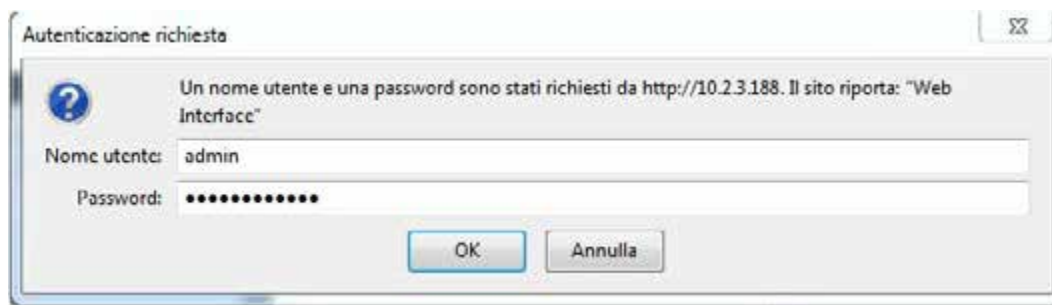 Autenticazione richiesta
Un nome utente e una password sono stati richiesti da http://10.2.3.188. Il sito riporta: "Web
Interface"
Nome utente: admin
Password: ••••••••••••
OK Annulla